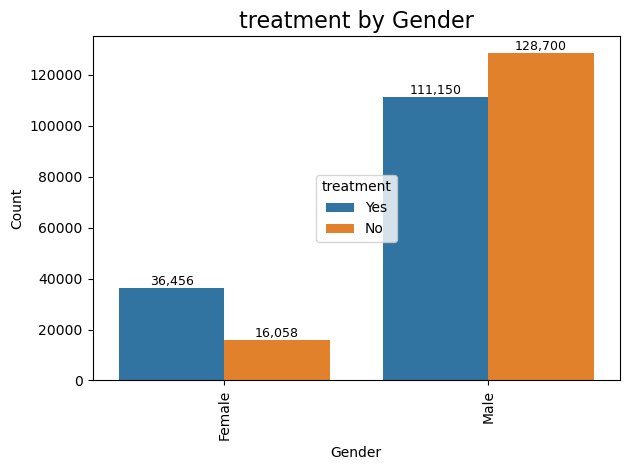 treatment by Gender
128,700
120000
111,150
100000
80000
treatment
Yes
No
Count
60000
40000
36,456
20000
16,058
0
Female
Male
Gender